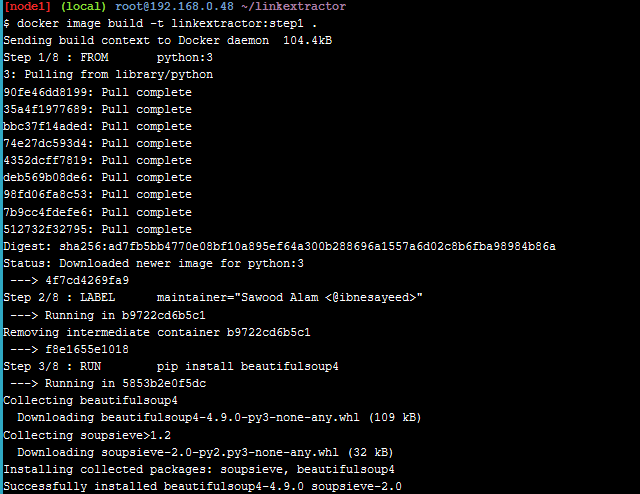 [node1] (local) root@192.168.0.48 ~/linkextractor
$ docker image build -t linkextractor:step1 .
Sending build context to Docker daemon  104.4kB
Step 1/8 : FROM        python:3
3: Pulling from library/python
90fe46dd8199: Pull complete
35a4f1977689: Pull complete
bbc37f14aded: Pull complete
74e27dc593d4: Pull complete
4352dcff7819: Pull complete
deb569b08de6: Pull complete
98fd06fa8c53: Pull complete
7b9cc4fdefe6: Pull complete
512732f32795: Pull complete
Digest: sha256:ad7fb5bb4770e08bf10a895ef64a300b288696a1557a6d02c8b6fba98984b86a
Status: Downloaded newer image for python:3
 ---> 4f7cd4269fa9
Step 2/8 : LABEL       maintainer="Sawood Alam <@ibnesayeed>"
 ---> Running in b9722cd6b5c1
Removing intermediate container b9722cd6b5c1
 ---> f8e1655e1018
Step 3/8 : RUN         pip install beautifulsoup4
 ---> Running in 5853b2e0f5dc
Collecting beautifulsoup4
  Downloading beautifulsoup4-4.9.0-py3-none-any.whl (109 kB)
Collecting soupsieve>1.2
  Downloading soupsieve-2.0-py2.py3-none-any.whl (32 kB)
Installing collected packages: soupsieve, beautifulsoup4
Successfully installed beautifulsoup4-4.9.0 soupsieve-2.0